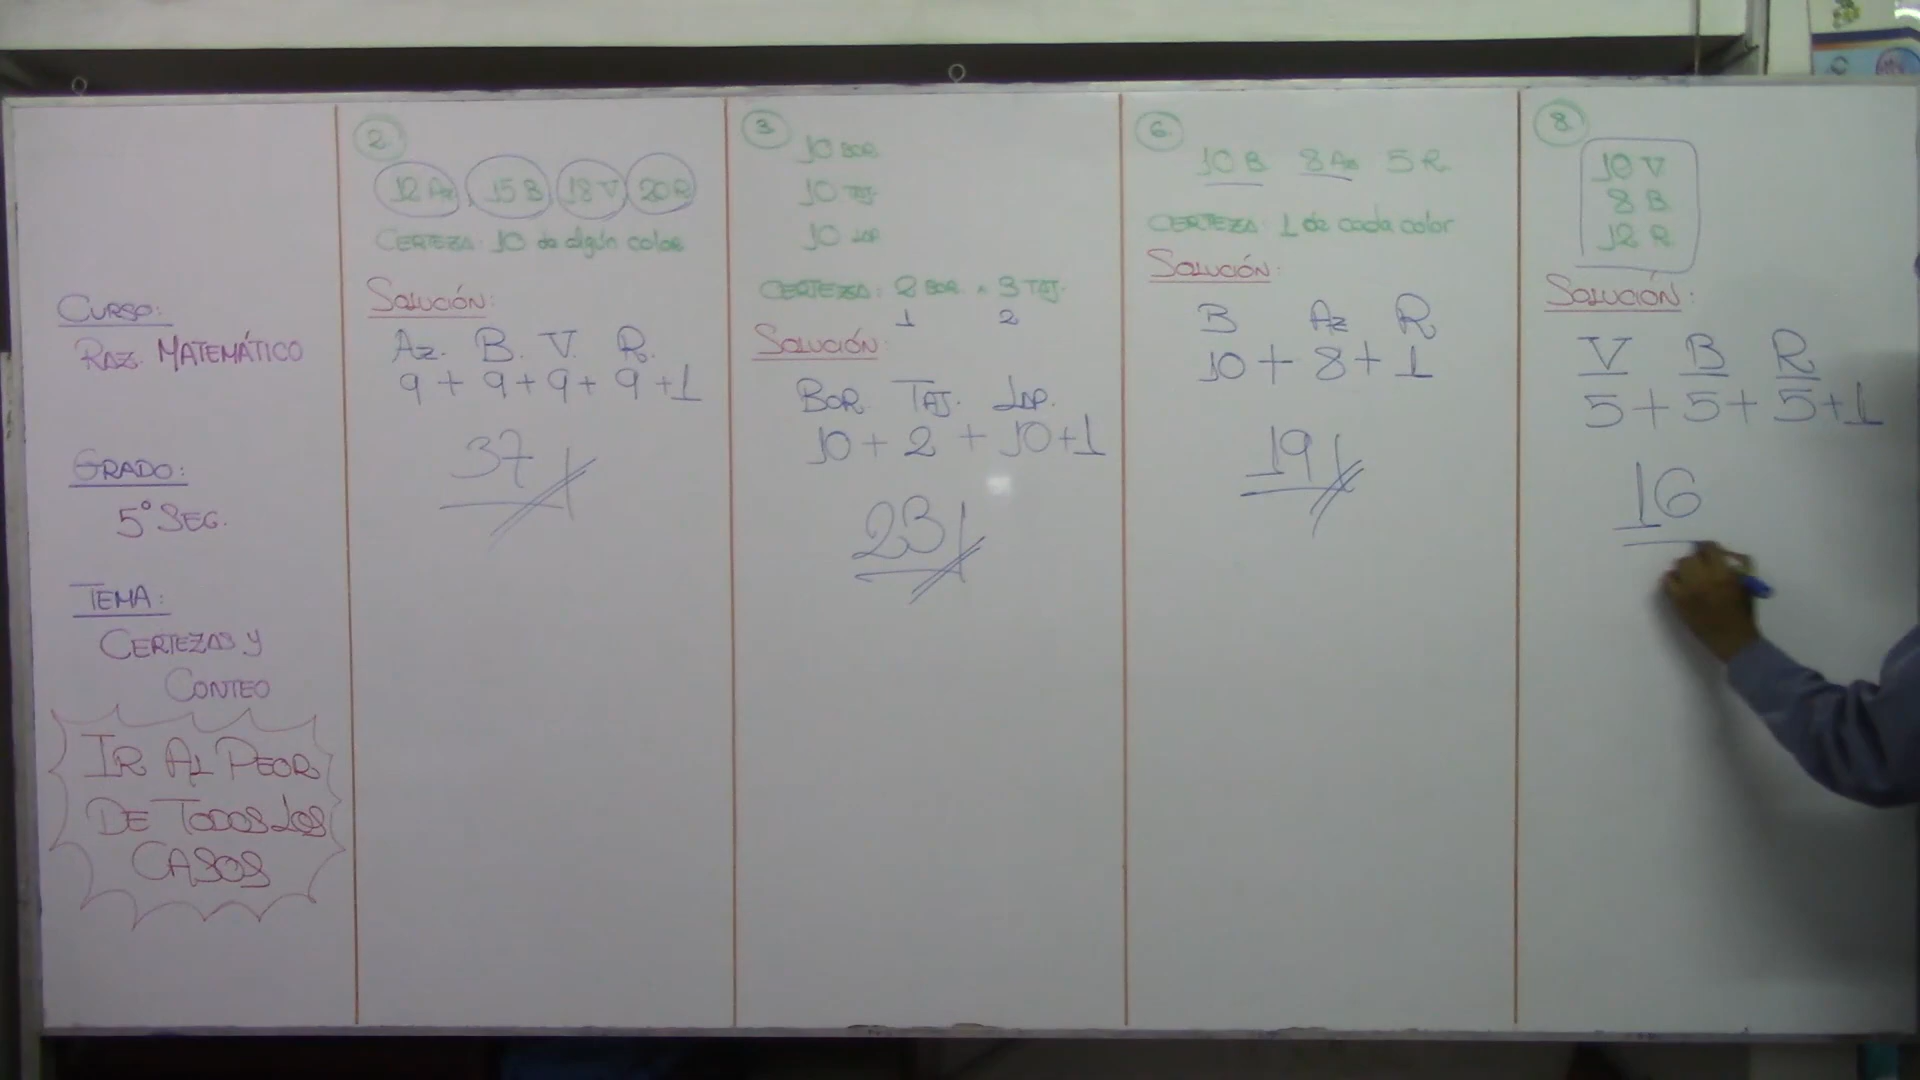 CURSO:
RAZ. MATEMÁTICO
GRADO:
5° SEG.
TEMA:
CERTEZAS Y
CONTEO
IR AL PEOR
DE TODOS LOS
CASOS
2.
12 Az, 15 B 18 V 20 R
CERTEZA: 10 de algún color
SOLUCIÓN:
Az. B. V. R.
9 + 9 + 9 + 9 + 1
37
3.
10 BOR.
10 TAJ.
10 LAP.
CERTEZA: 2 BOR. 3 TAJ.
1 2
SOLUCIÓN:
BOR. TAJ. LAP.
10 + 2 + 10 + 1
23
6.
10 B 8 Az 5 R
CERTEZA: 1 de cada color
SOLUCIÓN:
B Az R
10 + 8 + 1
19
8.
10 V
8 B
12 R
SOLUCIÓN:
V B R
5 + 5 + 5 + 1
16